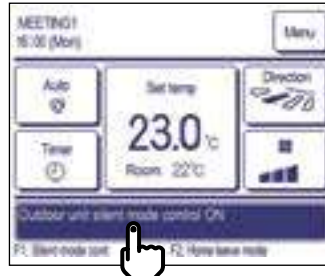 MEETING1
16:00 (Mon)
Menu
Auto
Set temp
Direction
23.0 °C
Timer
Room 22°C
Outdoor unit silent mode control ON
F1: Silent mode cont
F2: Home leave mode